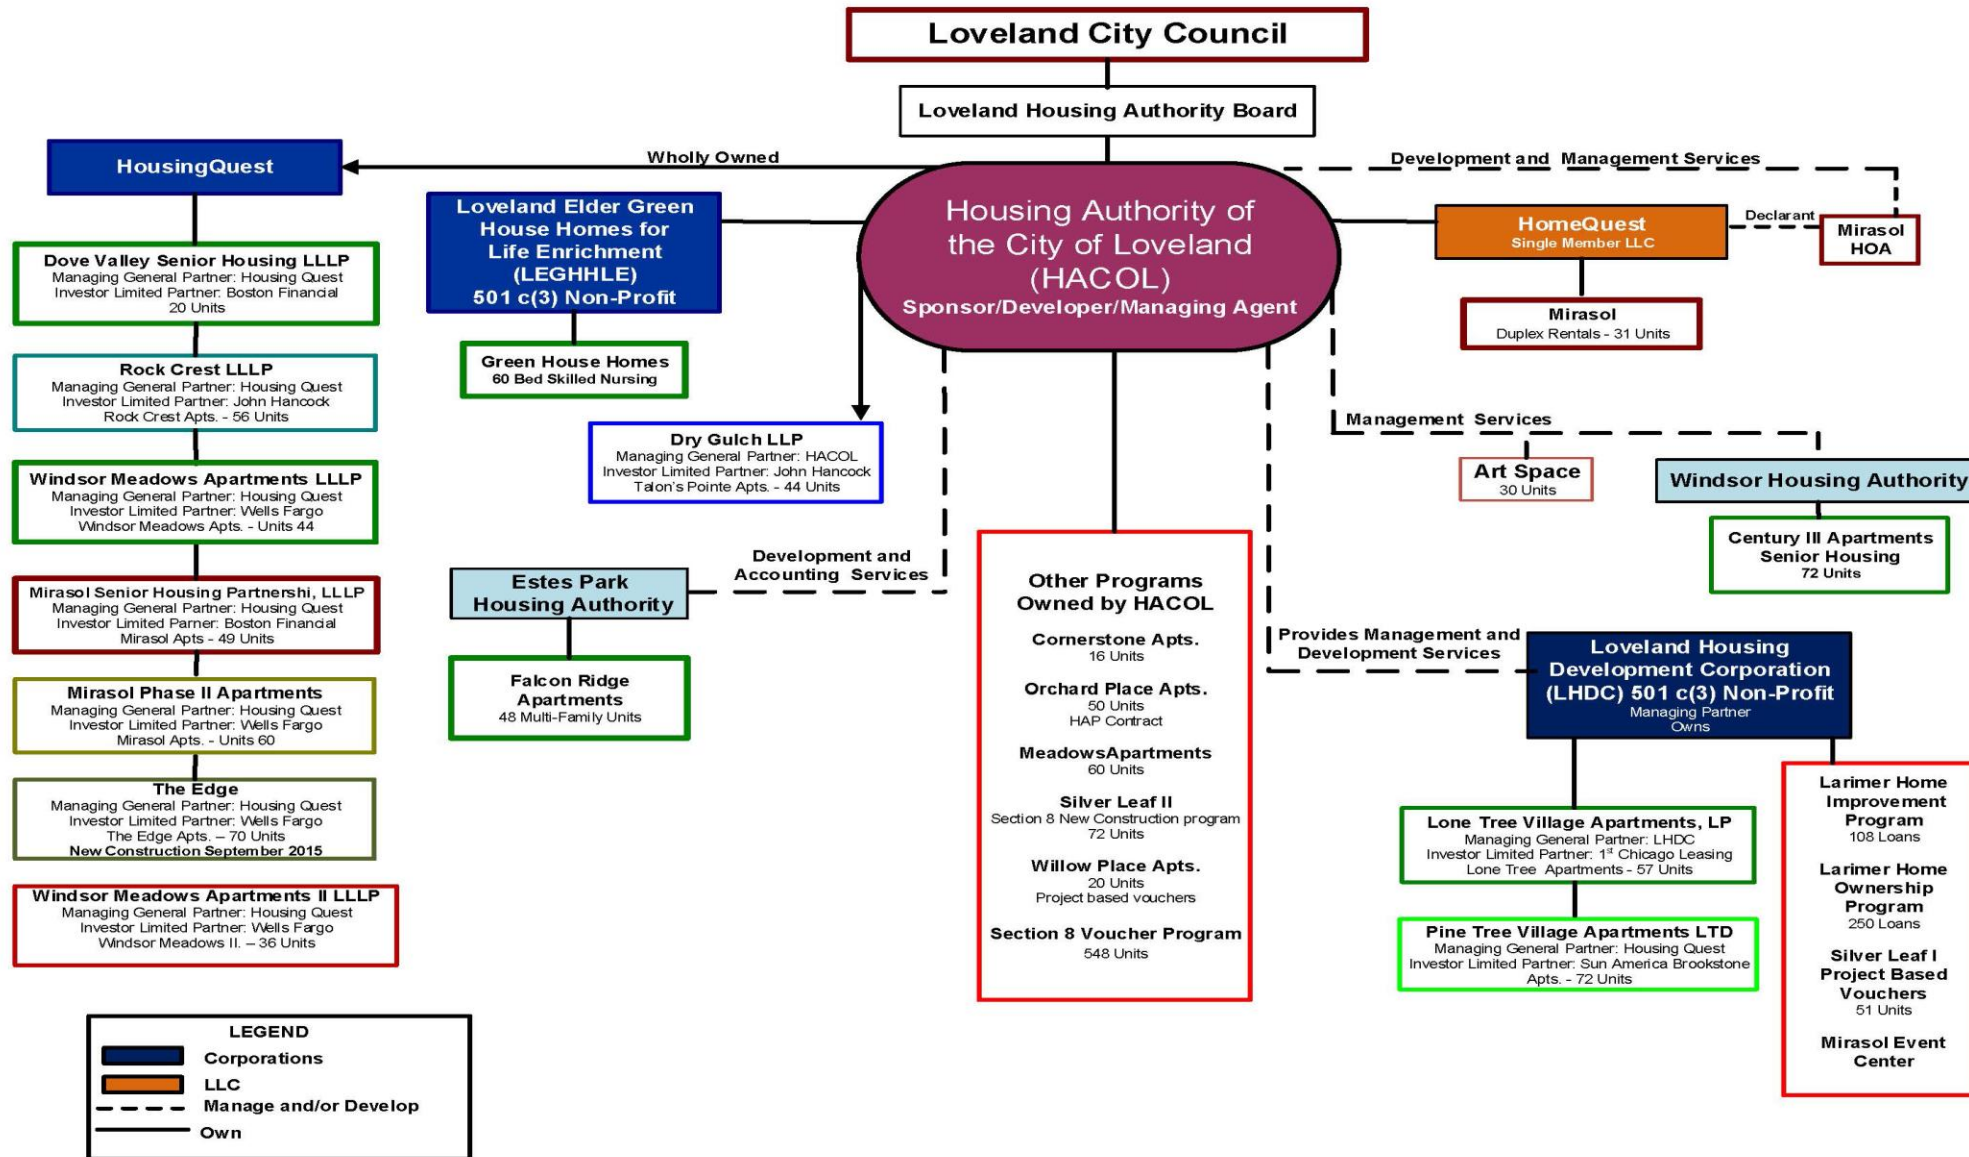 Loveland City Council
Loveland Housing Authority Board
Wholly Owned
HousingQuest
Dove Valley Senior Housing LLLP
Managing General Partner: Housing Quest
Investor Limited Partner: Boston Financial
20 Units
Rock Crest LLLP
Managing General Partner: Housing Quest
Investor Limited Partner: John Hancock
Rock Crest Apts. - 56 Units
Windsor Meadows Apartments LLLP
Managing General Partner: Housing Quest
Investor Limited Partner: Wells Fargo
Windsor Meadows Apts. - Units 44
Mirasol Senior Housing Partnershi, LLLP
Managing General Partner: Housing Quest
Investor Limited Parner: Boston Financial
Mirasol Apts - 49 Units
Mirasol Phase II Apartments
Managing General Partner: Housing Quest
Investor Limited Partner: Wells Fargo
Mirasol Apts. - Units 60
The Edge
Managing General Partner: Housing Quest
Investor Limited Partner: Wells Fargo
The Edge Apts. – 70 Units
New Construction September 2015
Windsor Meadows Apartments II LLLP
Managing General Partner: Housing Quest
Investor Limited Partner: Wells Fargo
Windsor Meadows II. – 36 Units
Loveland Elder Green
House Homes for
Life Enrichment
(LEGHHLE)
501 c(3) Non-Profit
Green House Homes
60 Bed Skilled Nursing
Housing Authority of
the City of Loveland
(HACOL)
Sponsor/Developer/Managing Agent
Dry Gulch LLP
Managing General Partner: HACOL
Investor Limited Partner: John Hancock
Talon's Pointe Apts. - 44 Units
Development and
Accounting Services
Estes Park
Housing Authority
Falcon Ridge
Apartments
48 Multi-Family Units
Other Programs
Owned by HACOL
Cornerstone Apts.
16 Units
Orchard Place Apts.
50 Units
HAP Contract
MeadowsApartments
60 Units
Silver Leaf II
Section 8 New Construction program
72 Units
Willow Place Apts.
20 Units
Project based vouchers
Section 8 Voucher Program
548 Units
Development and Management Services
HomeQuest
Single Member LLC
Declarant
Mirasol
HOA
Mirasol
Duplex Rentals - 31 Units
Management Services
Art Space
30 Units
Windsor Housing Authority
Century III Apartments
Senior Housing
72 Units
Provides Management and
Development Services
Loveland Housing
Development Corporation
(LHDC) 501 c(3) Non-Profit
Managing Partner
Owns
Lone Tree Village Apartments, LP
Managing General Partner: LHDC
Investor Limited Partner: 1st Chicago Leasing
Lone Tree Apartments - 57 Units
Pine Tree Village Apartments LTD
Managing General Partner: Housing Quest
Investor Limited Partner: Sun America Brookstone
Apts. - 72 Units
Larimer Home
Improvement
Program
108 Loans
Larimer Home
Ownership
Program
250 Loans
Silver Leaf I
Project Based
Vouchers
51 Units
Mirasol Event
Center
LEGEND
Corporations
LLC
Manage and/or Develop
Own